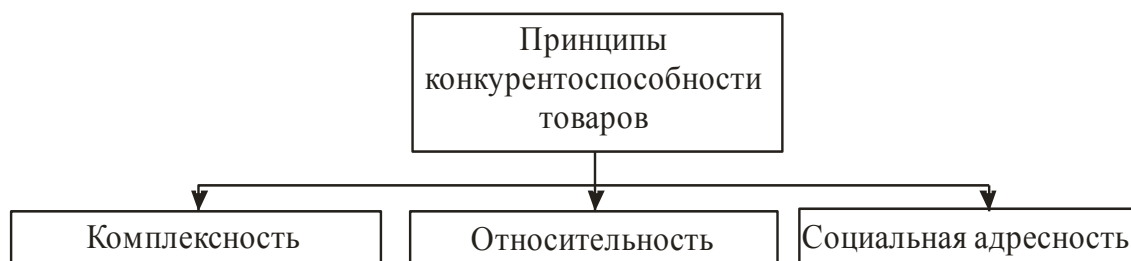 Принципы
конкурентоспособности
товаров
Комплексность
Относительность
Социальная адресность